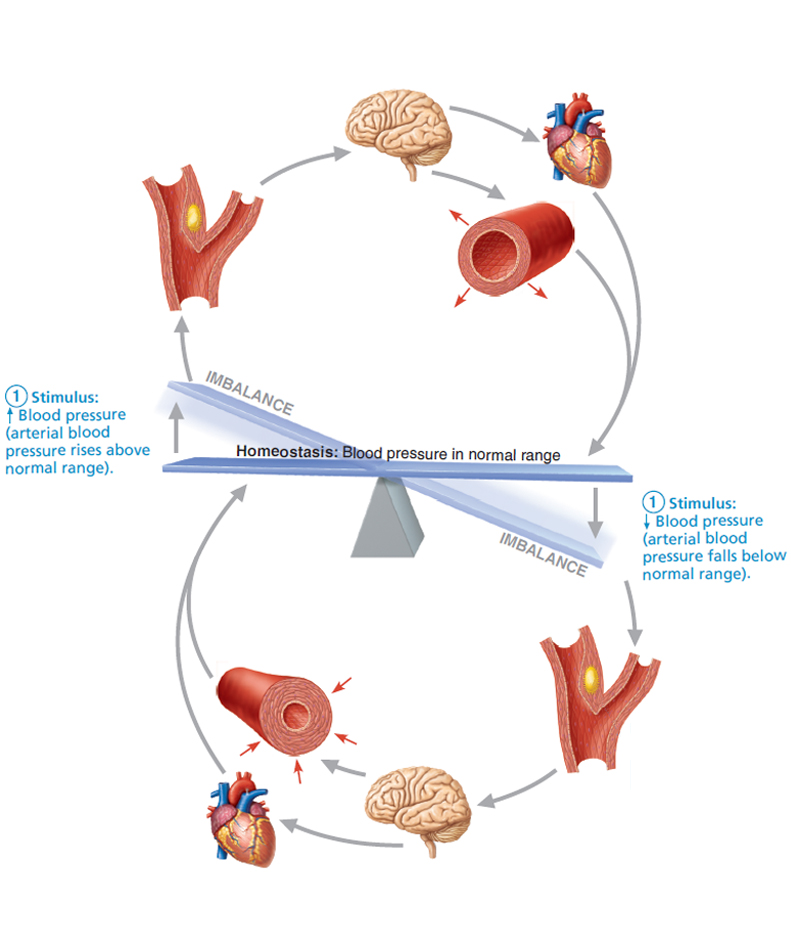 IMBALANCE
① Stimulus:
↑ Blood pressure
(arterial blood
pressure rises above
normal range).
Homeostasis: Blood pressure in normal range
① Stimulus:
↓ Blood pressure
(arterial blood
pressure falls below
normal range).
IMBALANCE